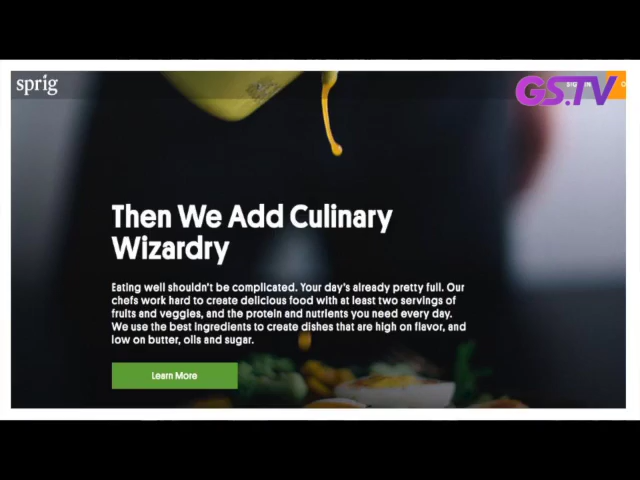 sprig
GS.TV
Then We Add Culinary
Wizardry
Eating well shouldn't be complicated. Your day's already pretty full. Our
chefs work hard to create delicious food with at least two servings of
fruits and veggies, and the protein and nutrients you need every day.
We use the best ingredients to create dishes that are high on flavor, and
low on butter, oils and sugar.
Learn More